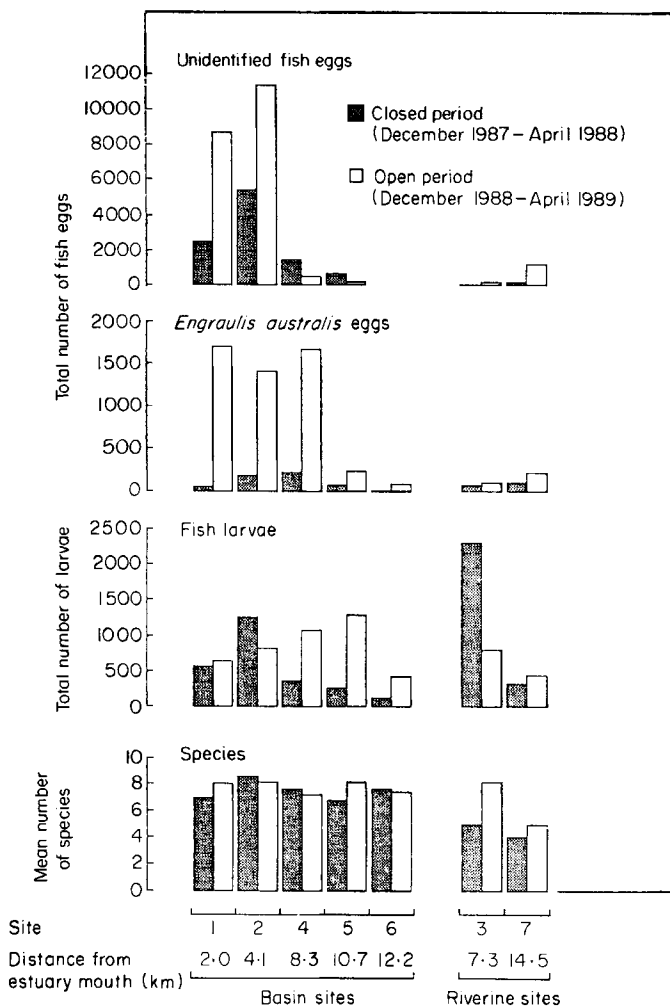 Unidentified fish eggs
12000
10000
8000
6000
4000
2000
0
Total number of fish eggs
Closed period
(December 1987–April 1988)
Open period
(December 1988–April 1989)
Engraulis australis eggs
2000
1500
1000
500
0
Fish larvae
2500
2000
1500
1000
500
0
Total number of larvae
Species
10
8
6
4
2
0
Mean number
of species
Site 1 2 4 5 6 3 7
Distance from 2·0 4·1 8·3 10·7 12·2 7·3 14·5
estuary mouth (km)
Basin sites Riverine sites